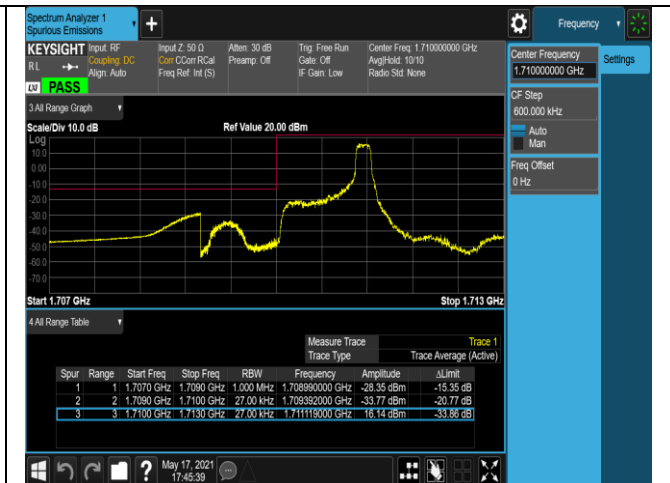 Spectrum Analyzer 1
Spurious Emissions
+
Frequency
KEYSIGHT Input: RF Input Z: 50 Ω Atten: 30 dB Trig: Free Run Center Freq: 1.710000000 GHz
RL Coupling: DC Corr CCorr RCal Preamp: Off Gate: Off Avg|Hold: 10/10
Align: Auto Freq Ref: Int (S) IF Gain: Low Radio Std: None
LXI PASS
Center Frequency
1.710000000 GHz
Settings
CF Step
600.000 kHz
Auto
Man
Freq Offset
0 Hz
3 All Range Graph
Scale/Div 10.0 dB Ref Value 20.00 dBm
Log
10.0
0.00
-10.0
-20.0
-30.0
-40.0
-50.0
-60.0
-70.0
Start 1.707 GHz Stop 1.713 GHz
4 All Range Table
Measure Trace Trace 1
Trace Type Trace Average (Active)
Spur Range Start Freq Stop Freq RBW Frequency Amplitude ΔLimit
1 1 1.7070 GHz 1.7090 GHz 1.000 MHz 1.708990000 GHz -28.35 dBm -15.35 dB
2 2 1.7090 GHz 1.7100 GHz 27.00 kHz 1.709392000 GHz -33.77 dBm -20.77 dB
3 3 1.7100 GHz 1.7130 GHz 27.00 kHz 1.711119000 GHz 16.14 dBm -33.86 dB
?
May 17, 2021
17:45:39